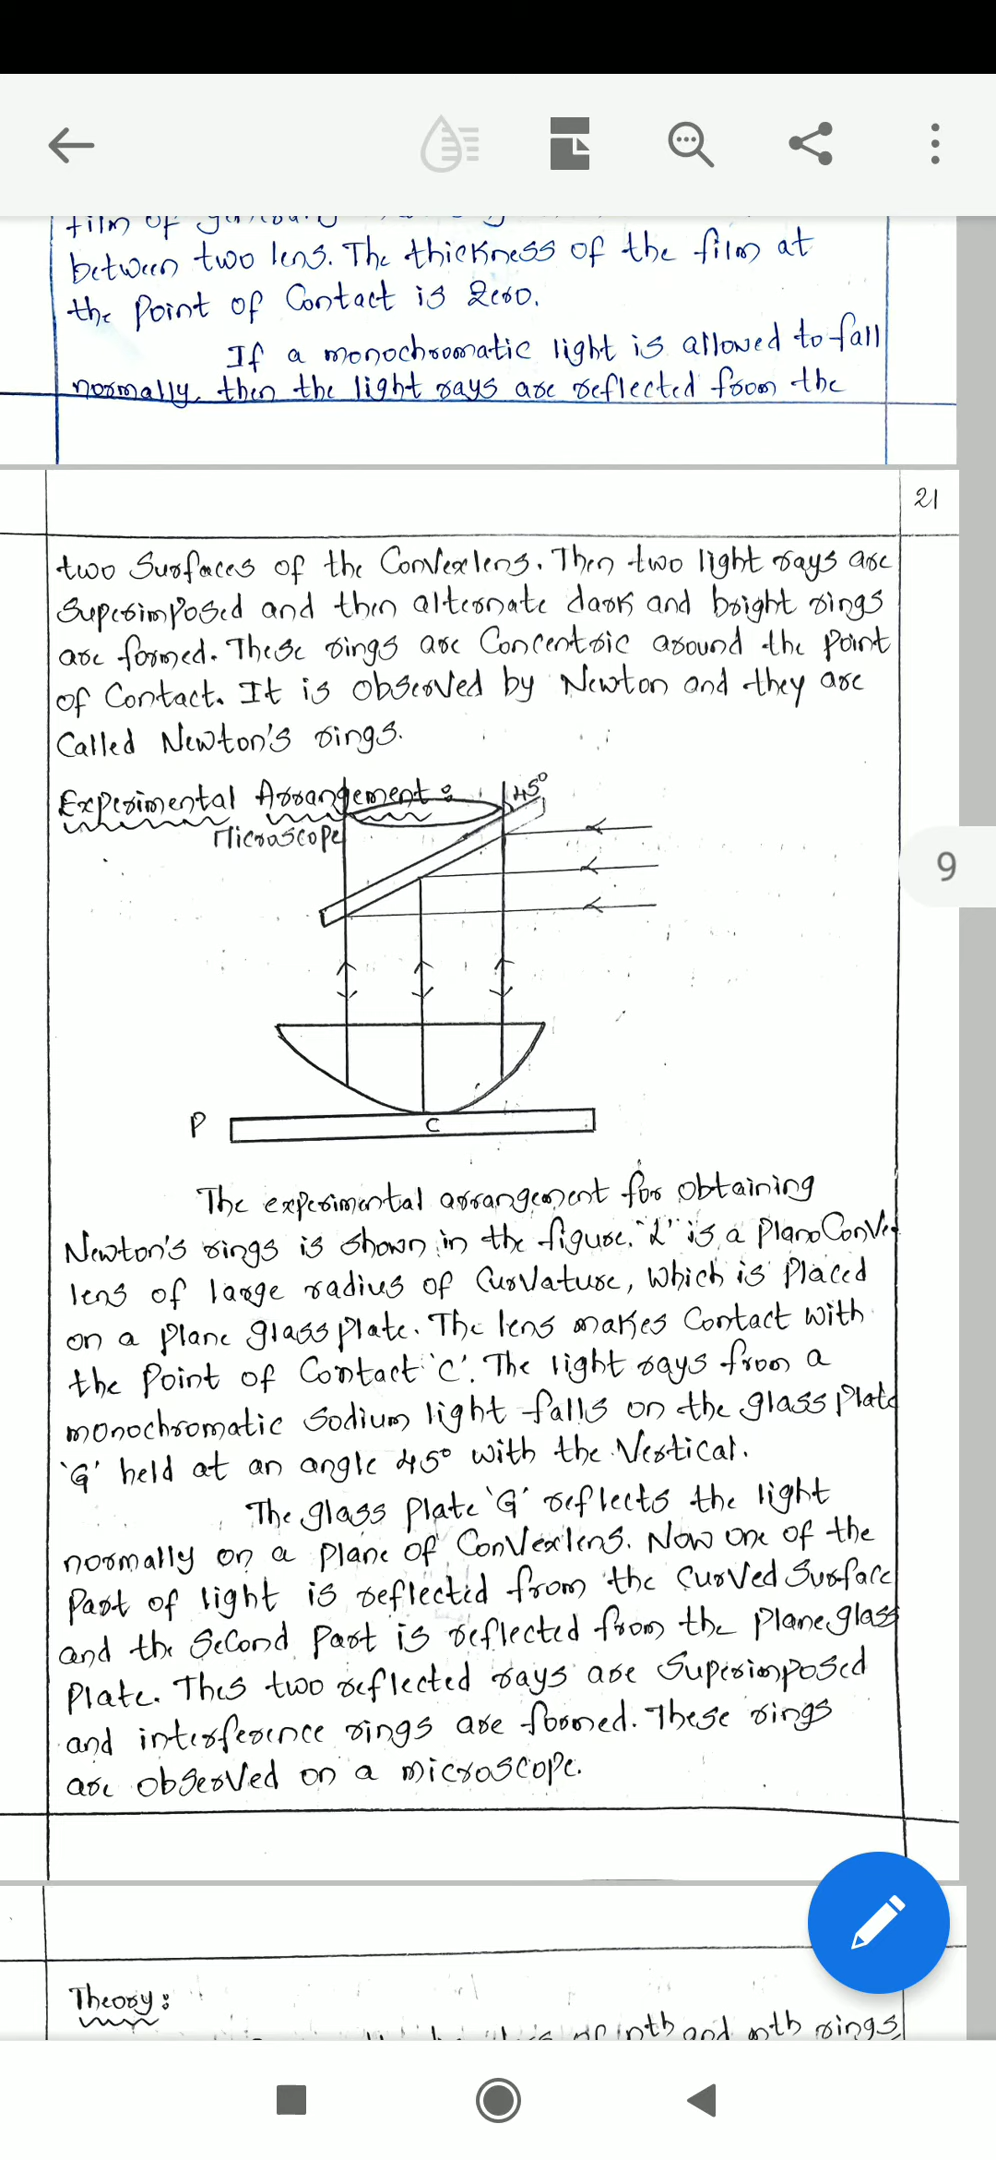 film of
between two lens. The thickness of the film at
the point of Contact is Zero.
If a monochromatic light is allowed to fall
normally, then the light rays are reflected from the
21
two Surfaces of the Convex lens. Then two light rays are
Superimposed and then alternate dark and bright rings
are formed. These rings are Concentric around the point
of Contact. It is observed by Newton and they are
Called Newton's rings.
Experimental Arrangement:
45°
Microscope
9
P
C
The experimental arrangement for obtaining
Newton's rings is shown in the figure. "L" is a PlanoConvex
lens of large radius of Curvature, which is placed
on a plane glass plate. The lens makes Contact with
the point of Contact 'C'. The light rays from a
monochromatic Sodium light falls on the glass plate
'G' held at an angle 45° with the Vertical.
The glass plate 'G' reflects the light
normally on a plane of Convex lens. Now one of the
part of light is reflected from the Curved Surface
and the Second part is reflected from the plane glass
plate. This two reflected rays are Superimposed
and interference rings are formed. These rings
are observed on a microscope.
Theory:
nth and mth rings